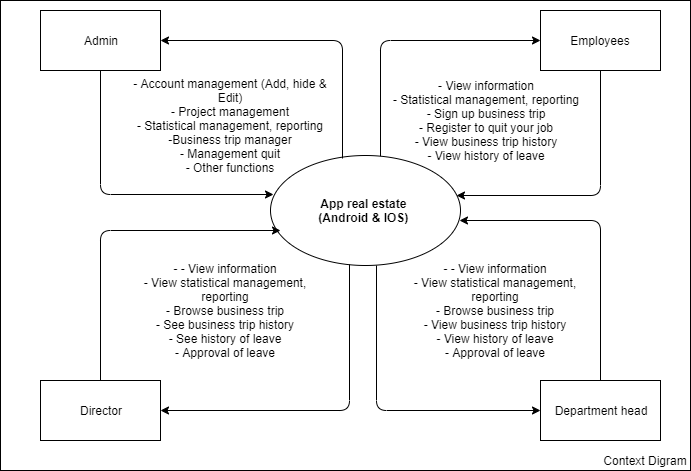 Admin
Employees
- Account management (Add, hide &
Edit)
- Project management
- Statistical management, reporting
-Business trip manager
- Management quit
- Other functions
- View information
- Statistical management, reporting
- Sign up business trip
- Register to quit your job
- View business trip history
- View history of leave
App real estate
(Android & IOS)
- - View information
- View statistical management,
reporting
- Browse business trip
- See business trip history
- See history of leave
- Approval of leave
- - View information
- View statistical management,
reporting
- Browse business trip
- View business trip history
- View history of leave
- Approval of leave
Director
Department head
Context Digram